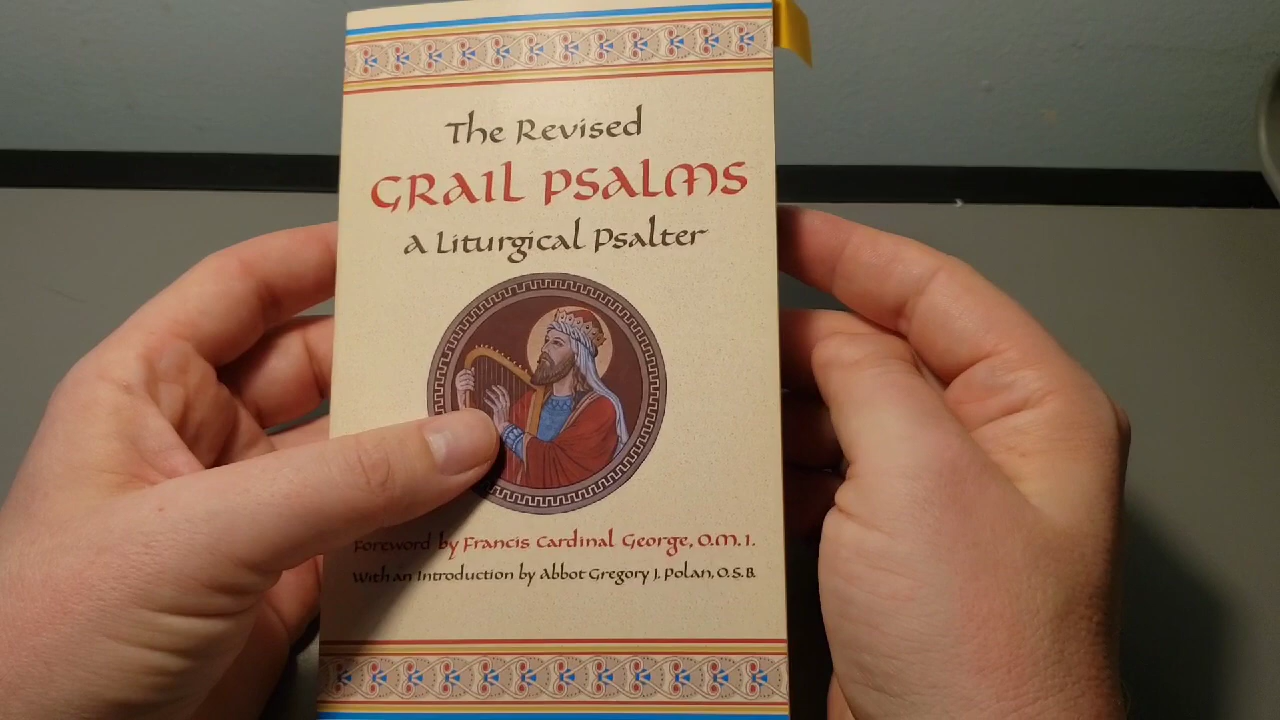 The Revised
GRAIL PSALMS
a Liturgical Psalter
Foreword by Francis Cardinal George, O.M.I.
With an Introduction by Abbot Gregory J. Polan, O.S.B.